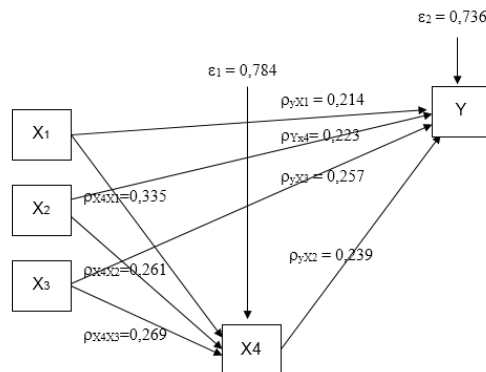 ε2 = 0,736
ε1 = 0,784
ρyX1 = 0,214
Y
X1
ρYx4 = 0,223
ρyX3 = 0,257
ρX4X1=0,335
X2
ρyX2 = 0,239
ρX4X2=0,261
X3
ρX4X3=0,269
X4